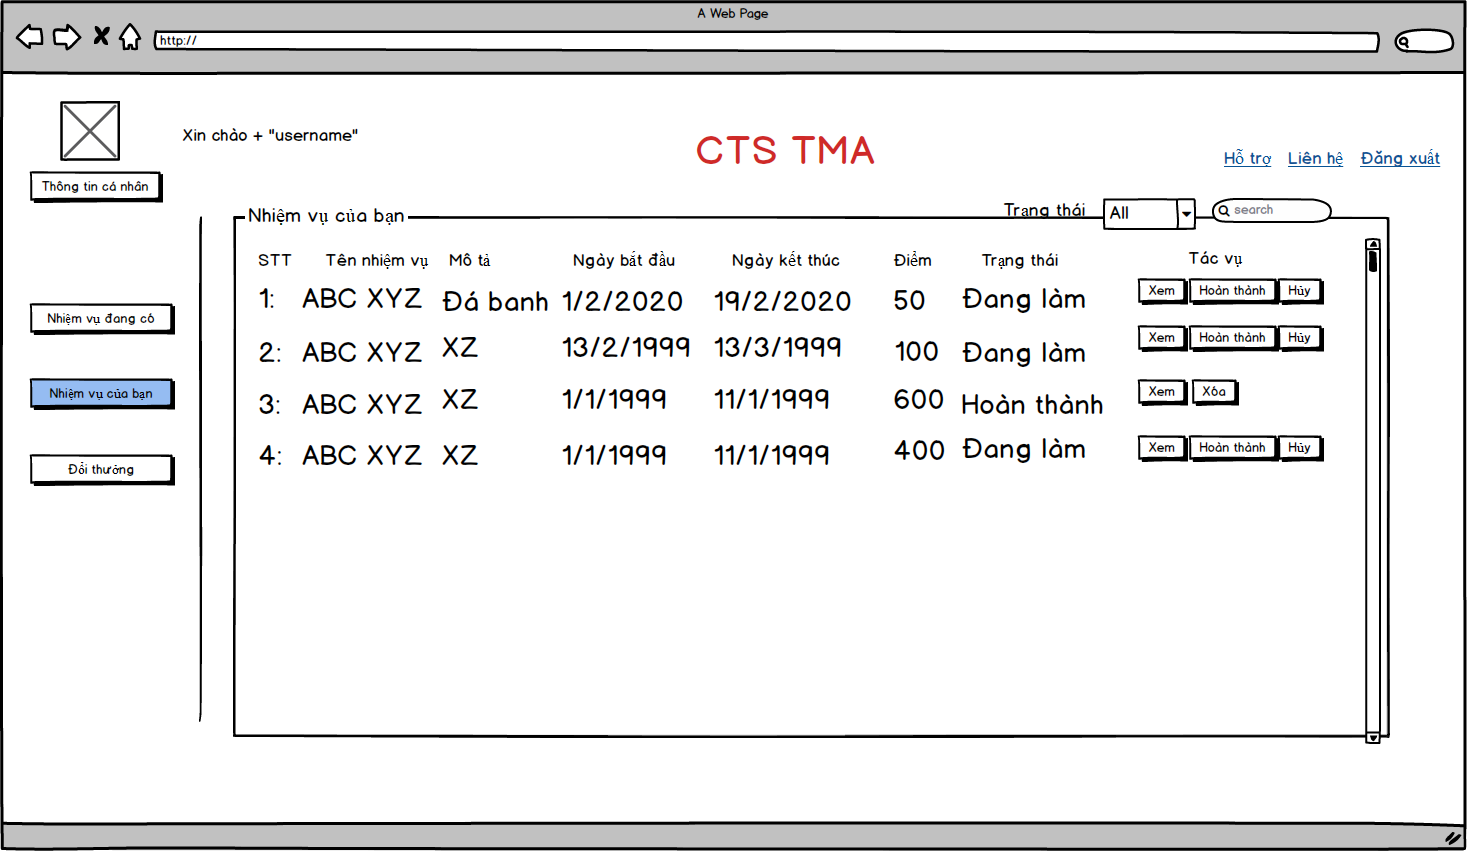 A Web Page
http://
Xin chào + "username"
CTS TMA
Hỗ trợ Liên hệ Đăng xuất
Thông tin cá nhân
Nhiệm vụ của bạn Trạng thái All search
STT Tên nhiệm vụ Mô tả Ngày bắt đầu Ngày kết thúc Điểm Trạng thái Tác vụ
1: ABC XYZ Đá banh 1/2/2020 19/2/2020 50 Đang làm Xem Hoàn thành Hủy
Nhiệm vụ đang có
2: ABC XYZ XZ 13/2/1999 13/3/1999 100 Đang làm Xem Hoàn thành Hủy
Nhiệm vụ của bạn
3: ABC XYZ XZ 1/1/1999 11/1/1999 600 Hoàn thành Xem Xóa
4: ABC XYZ XZ 1/1/1999 11/1/1999 400 Đang làm Xem Hoàn thành Hủy
Đổi thưởng